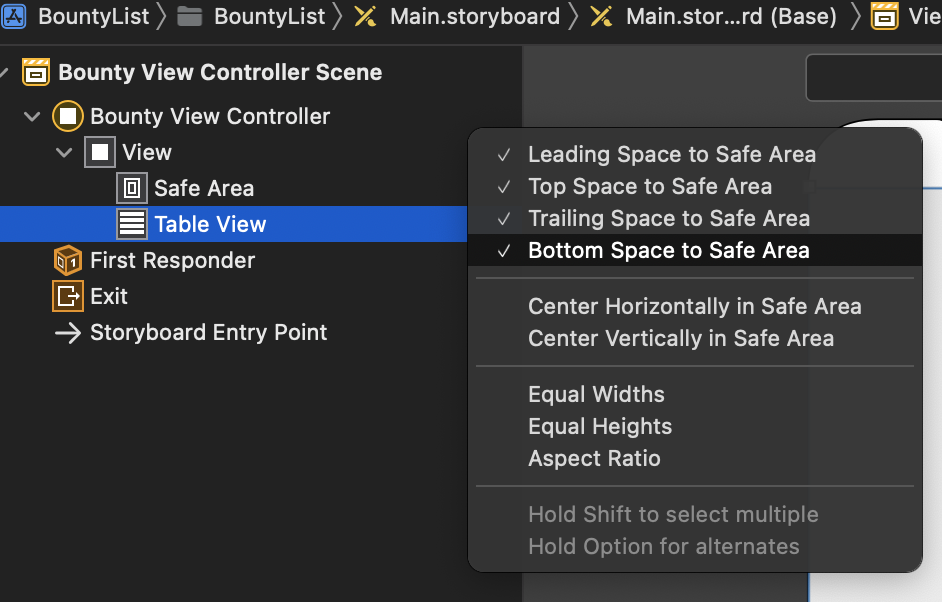 BountyList 〉 BountyList 〉 Main.storyboard 〉 Main.stor...rd (Base) 〉 Vie
Bounty View Controller Scene
Bounty View Controller
View
Safe Area
Table View
First Responder
1
Exit
Storyboard Entry Point
✓ Leading Space to Safe Area
✓ Top Space to Safe Area
✓ Trailing Space to Safe Area
✓ Bottom Space to Safe Area
Center Horizontally in Safe Area
Center Vertically in Safe Area
Equal Widths
Equal Heights
Aspect Ratio
Hold Shift to select multiple
Hold Option for alternates